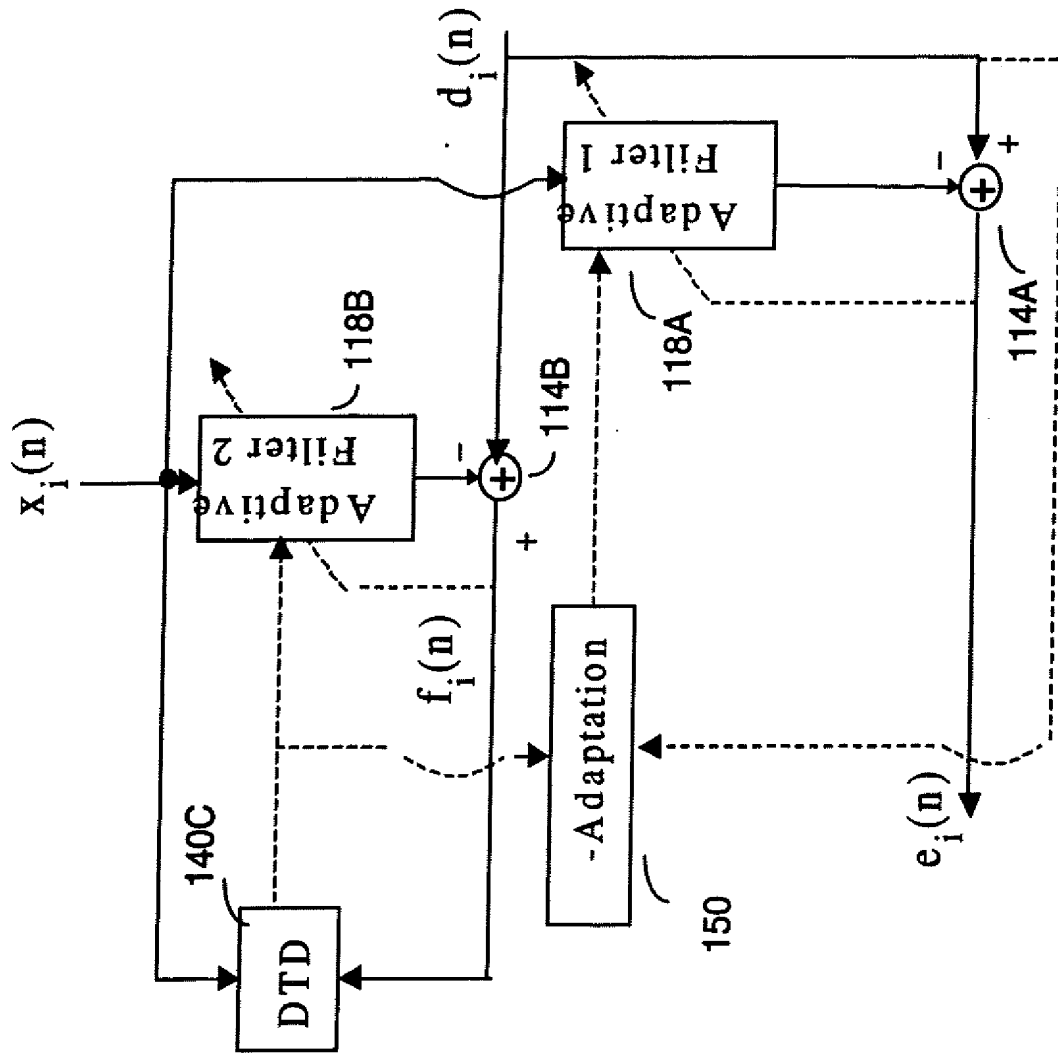 x_i(n)
d_i(n)
Adaptive
Filter 2
118B
-
+
114B
Adaptive
Filter 1
118A
-
+
114A
f_i(n)
140C
DTD
-Adaptation
150
e_i(n)